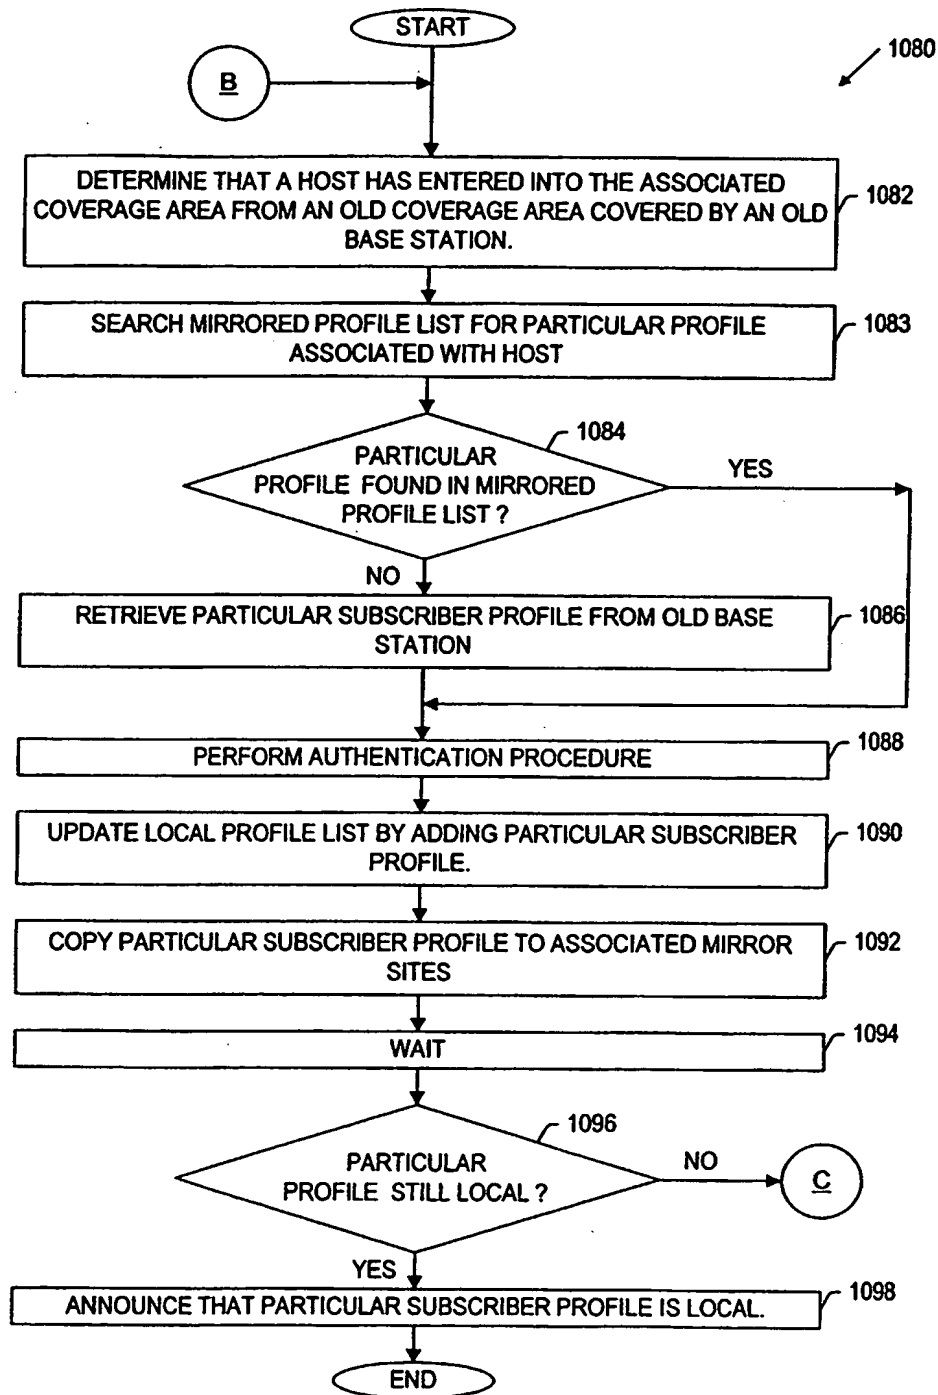 START
B
1080
DETERMINE THAT A HOST HAS ENTERED INTO THE ASSOCIATED
COVERAGE AREA FROM AN OLD COVERAGE AREA COVERED BY AN OLD
BASE STATION.
1082
SEARCH MIRRORED PROFILE LIST FOR PARTICULAR PROFILE
ASSOCIATED WITH HOST
1083
1084
PARTICULAR
PROFILE FOUND IN MIRRORED
PROFILE LIST ?
YES
NO
RETRIEVE PARTICULAR SUBSCRIBER PROFILE FROM OLD BASE
STATION
1086
PERFORM AUTHENTICATION PROCEDURE
1088
UPDATE LOCAL PROFILE LIST BY ADDING PARTICULAR SUBSCRIBER
PROFILE.
1090
COPY PARTICULAR SUBSCRIBER PROFILE TO ASSOCIATED MIRROR
SITES
1092
WAIT
1094
1096
PARTICULAR
PROFILE STILL LOCAL ?
NO
C
YES
ANNOUNCE THAT PARTICULAR SUBSCRIBER PROFILE IS LOCAL.
1098
END